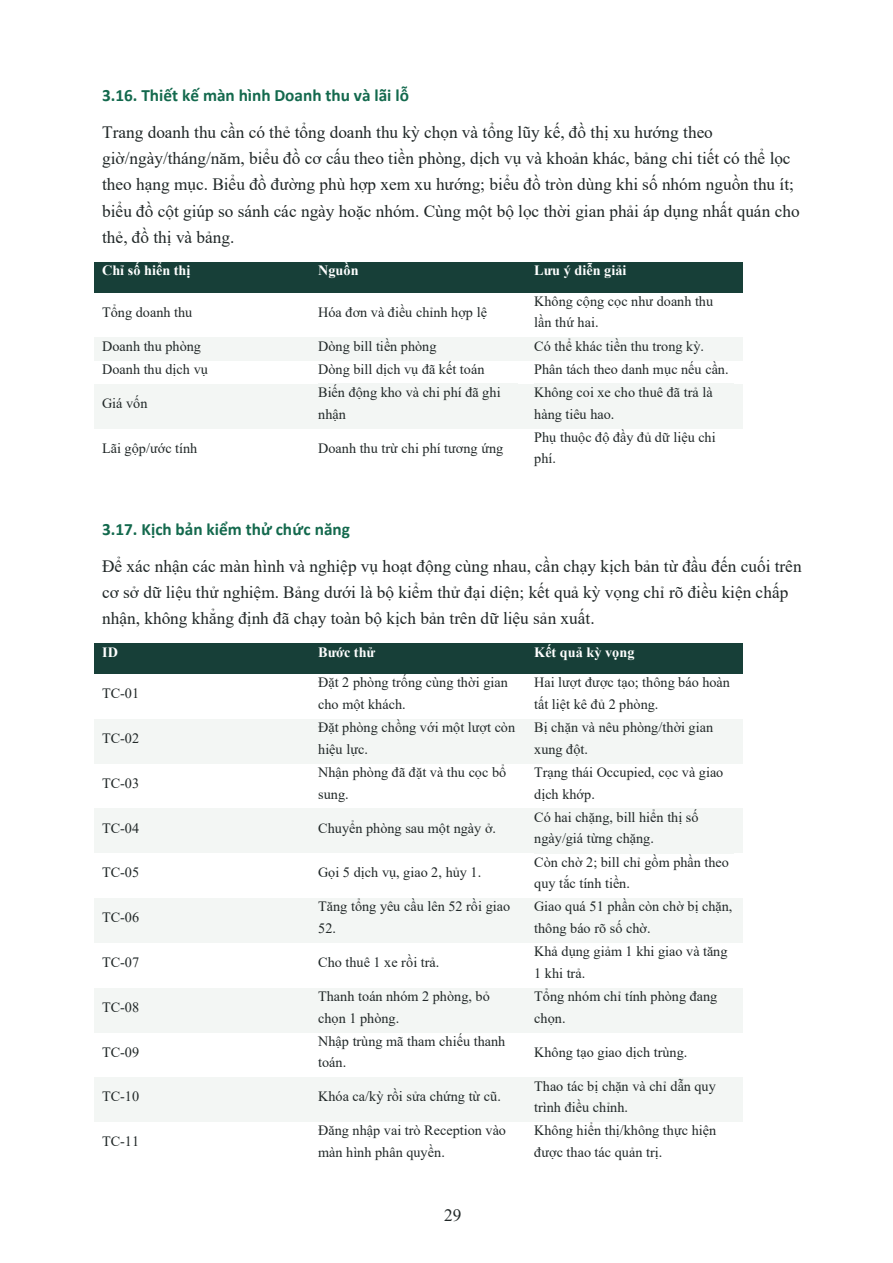 3.16. Thiết kế màn hình Doanh thu và lãi lỗ
Trang doanh thu cần có thẻ tổng doanh thu kỳ chọn và tổng lũy kế, đồ thị xu hướng theo
giờ/ngày/tháng/năm, biểu đồ cơ cấu theo tiền phòng, dịch vụ và khoản khác, bảng chi tiết có thể lọc
theo hạng mục. Biểu đồ đường phù hợp xem xu hướng; biểu đồ tròn dùng khi số nhóm nguồn thu ít;
biểu đồ cột giúp so sánh các ngày hoặc nhóm. Cùng một bộ lọc thời gian phải áp dụng nhất quán cho
thẻ, đồ thị và bảng.
Chỉ số hiển thị Nguồn Lưu ý diễn giải
Tổng doanh thu Hóa đơn và điều chỉnh hợp lệ Không cộng cọc như doanh thu
lần thứ hai.
Doanh thu phòng Dòng bill tiền phòng Có thể khác tiền thu trong kỳ.
Doanh thu dịch vụ Dòng bill dịch vụ đã kết toán Phân tách theo danh mục nếu cần.
Giá vốn Biến động kho và chi phí đã ghi Không coi xe cho thuê đã trả là
nhận hàng tiêu hao.
Lãi gộp/ước tính Doanh thu trừ chi phí tương ứng Phụ thuộc độ đầy đủ dữ liệu chi
phí.
3.17. Kịch bản kiểm thử chức năng
Để xác nhận các màn hình và nghiệp vụ hoạt động cùng nhau, cần chạy kịch bản từ đầu đến cuối trên
cơ sở dữ liệu thử nghiệm. Bảng dưới là bộ kiểm thử đại diện; kết quả kỳ vọng chỉ rõ điều kiện chấp
nhận, không khẳng định đã chạy toàn bộ kịch bản trên dữ liệu sản xuất.
ID Bước thử Kết quả kỳ vọng
TC-01 Đặt 2 phòng trống cùng thời gian Hai lượt được tạo; thông báo hoàn
cho một khách. tất liệt kê đủ 2 phòng.
TC-02 Đặt phòng chồng với một lượt còn Bị chặn và nêu phòng/thời gian
hiệu lực. xung đột.
TC-03 Nhận phòng đã đặt và thu cọc bổ Trạng thái Occupied, cọc và giao
sung. dịch khớp.
TC-04 Chuyển phòng sau một ngày ở. Có hai chặng, bill hiển thị số
ngày/giá từng chặng.
TC-05 Gọi 5 dịch vụ, giao 2, hủy 1. Còn chờ 2; bill chỉ gồm phần theo
quy tắc tính tiền.
TC-06 Tăng tổng yêu cầu lên 52 rồi giao Giao quá 51 phần còn chờ bị chặn,
52. thông báo rõ số chờ.
TC-07 Cho thuê 1 xe rồi trả. Khả dụng giảm 1 khi giao và tăng
1 khi trả.
TC-08 Thanh toán nhóm 2 phòng, bỏ Tổng nhóm chỉ tính phòng đang
chọn 1 phòng. chọn.
TC-09 Nhập trùng mã tham chiếu thanh Không tạo giao dịch trùng.
toán.
TC-10 Khóa ca/kỳ rồi sửa chứng từ cũ. Thao tác bị chặn và chỉ dẫn quy
trình điều chỉnh.
TC-11 Đăng nhập vai trò Reception vào Không hiển thị/không thực hiện
màn hình phân quyền. được thao tác quản trị.
29